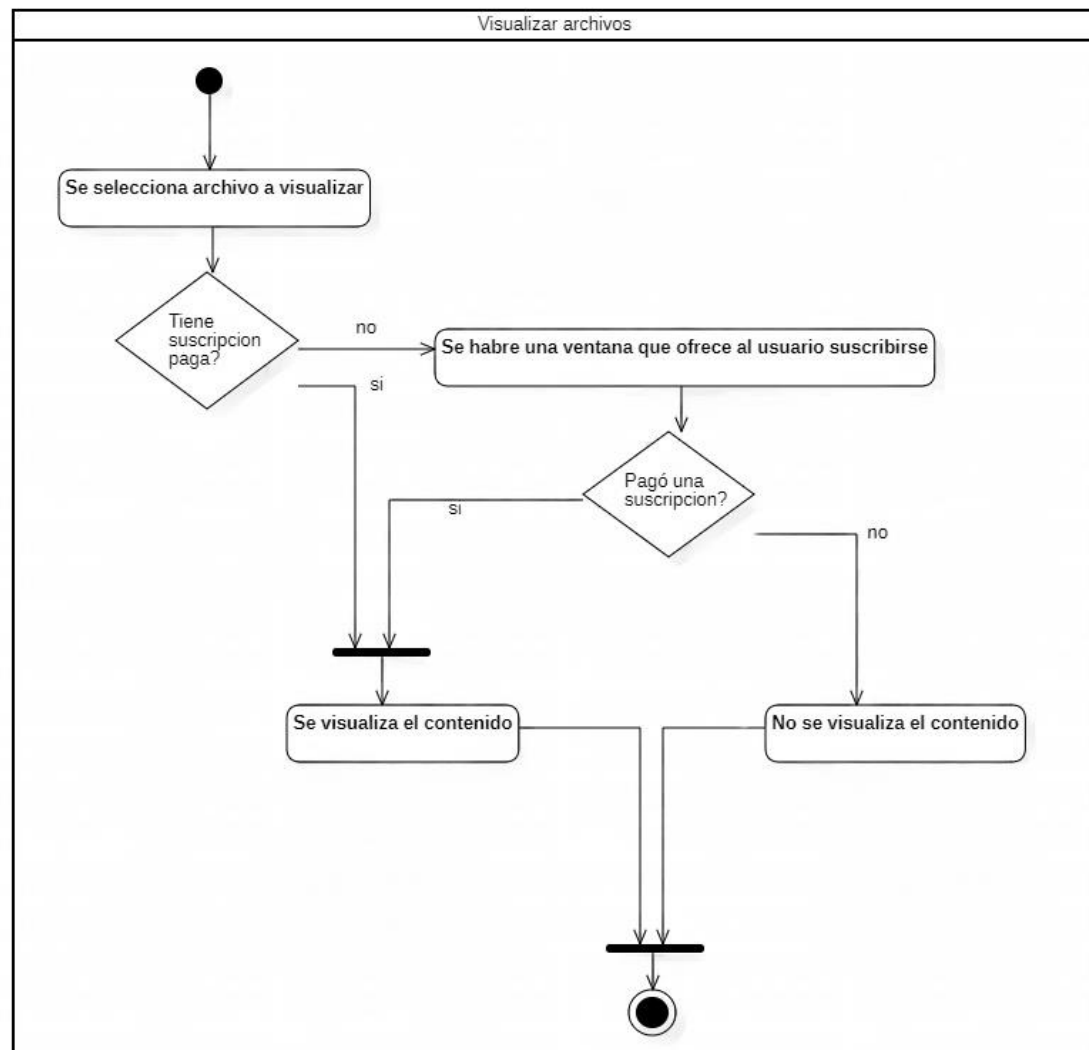 Visualizar archivos
Se selecciona archivo a visualizar
Tiene
suscripcion
paga?
no
si
Se habre una ventana que ofrece al usuario suscribirse
Pagó una
suscripcion?
si
no
Se visualiza el contenido
No se visualiza el contenido